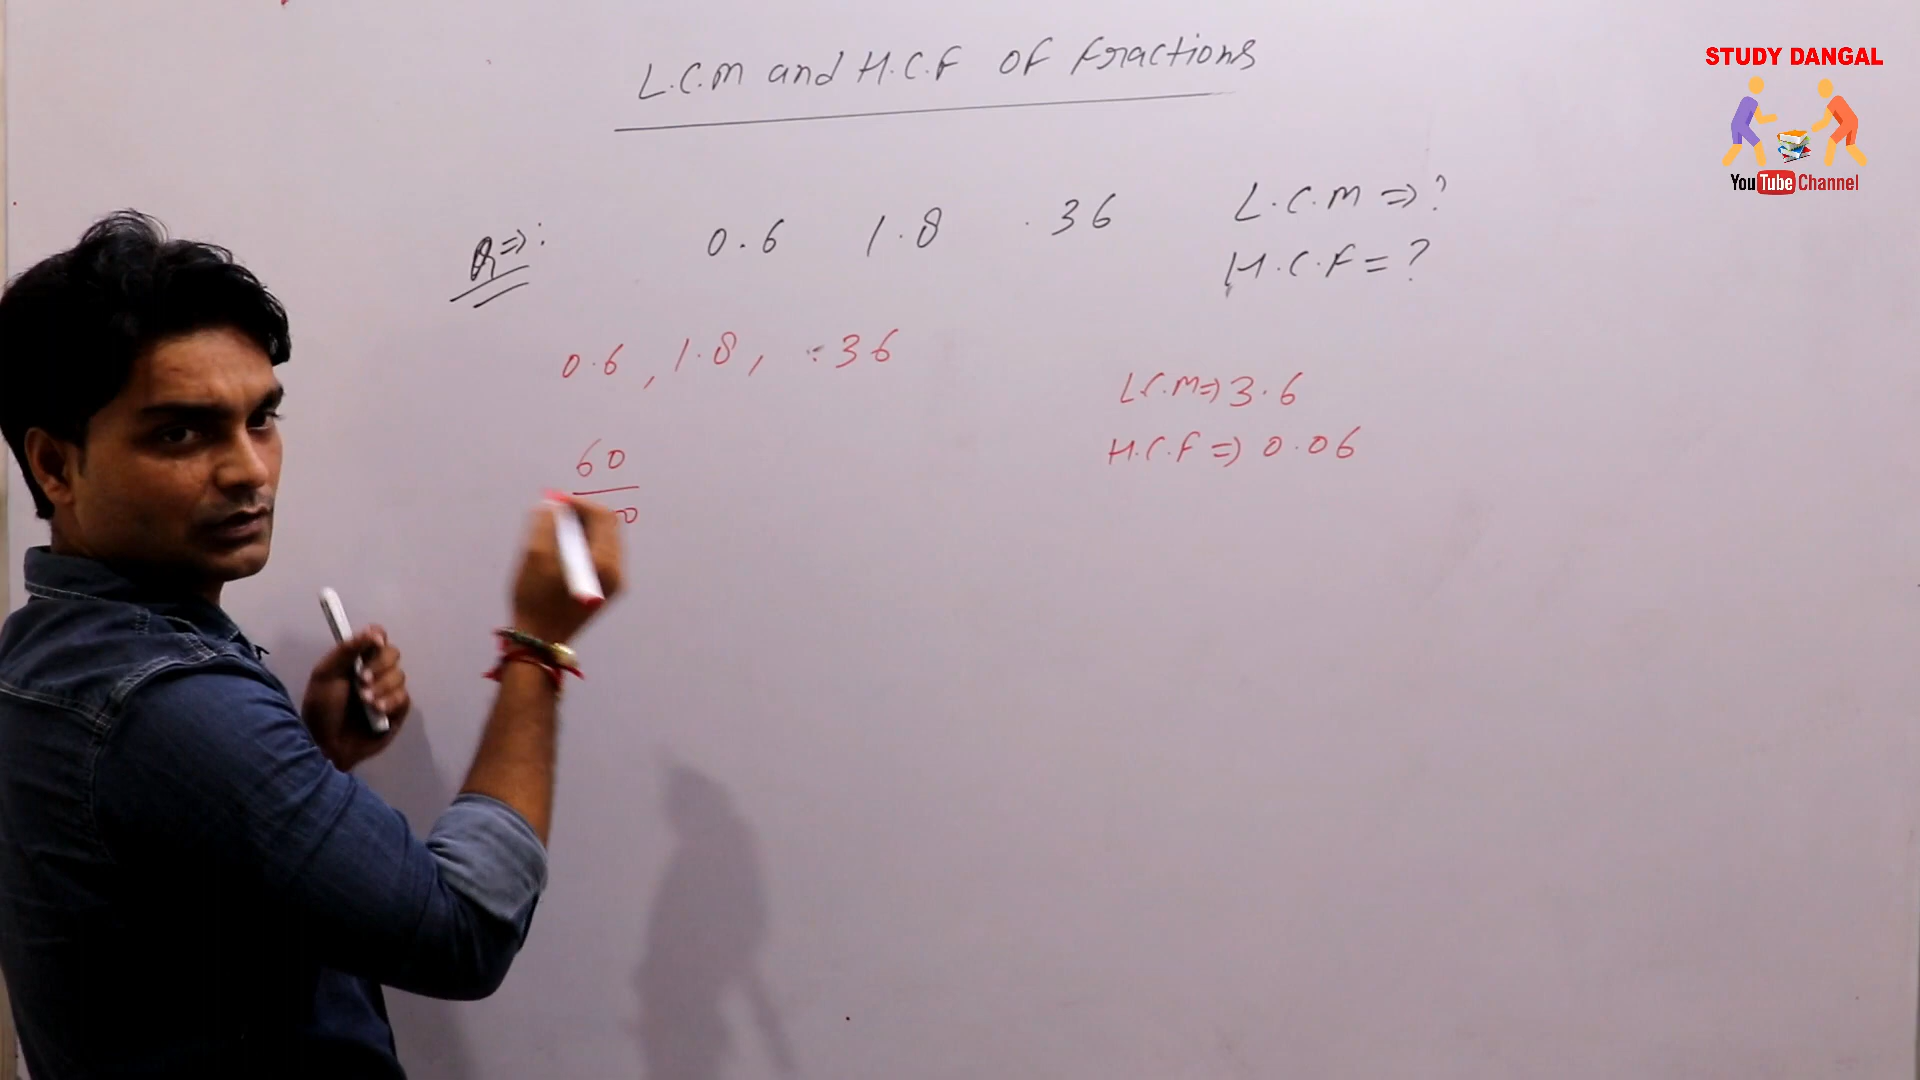 L.C.M and H.C.F OF fractions
STUDY DANGAL
YouTube Channel
Q⇒: 0.6 1.8 .36 L.C.M ⇒ ?
H.C.F = ?
0.6, 1.8, .36
L.C.M ⇒ 3.6
H.C.F ⇒ 0.06
60